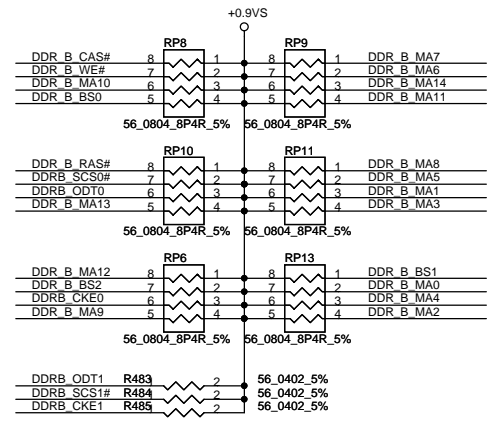 +0.9VS
RP8 RP9
DDR_B_CAS# 8 1 8 1 DDR_B_MA7
DDR_B_WE# 7 2 7 2 DDR_B_MA6
DDR_B_MA10 6 3 6 3 DDR_B_MA14
DDR_B_BS0 5 4 5 4 DDR_B_MA11
56_0804_8P4R_5% 56_0804_8P4R_5%
RP10 RP11
DDR_B_RAS# 8 1 8 1 DDR_B_MA8
DDRB_SCS0# 7 2 7 2 DDR_B_MA5
DDRB_ODT0 6 3 6 3 DDR_B_MA1
DDR_B_MA13 5 4 5 4 DDR_B_MA3
56_0804_8P4R_5% 56_0804_8P4R_5%
RP6 RP13
DDR_B_MA12 8 1 8 1 DDR_B_BS1
DDR_B_BS2 7 2 7 2 DDR_B_MA0
DDRB_CKE0 6 3 6 3 DDR_B_MA4
DDR_B_MA9 5 4 5 4 DDR_B_MA2
56_0804_8P4R_5% 56_0804_8P4R_5%
DDRB_ODT1 R483 1 2 56_0402_5%
DDRB_SCS1# R484 1 2 56_0402_5%
DDRB_CKE1 R485 1 2 56_0402_5%